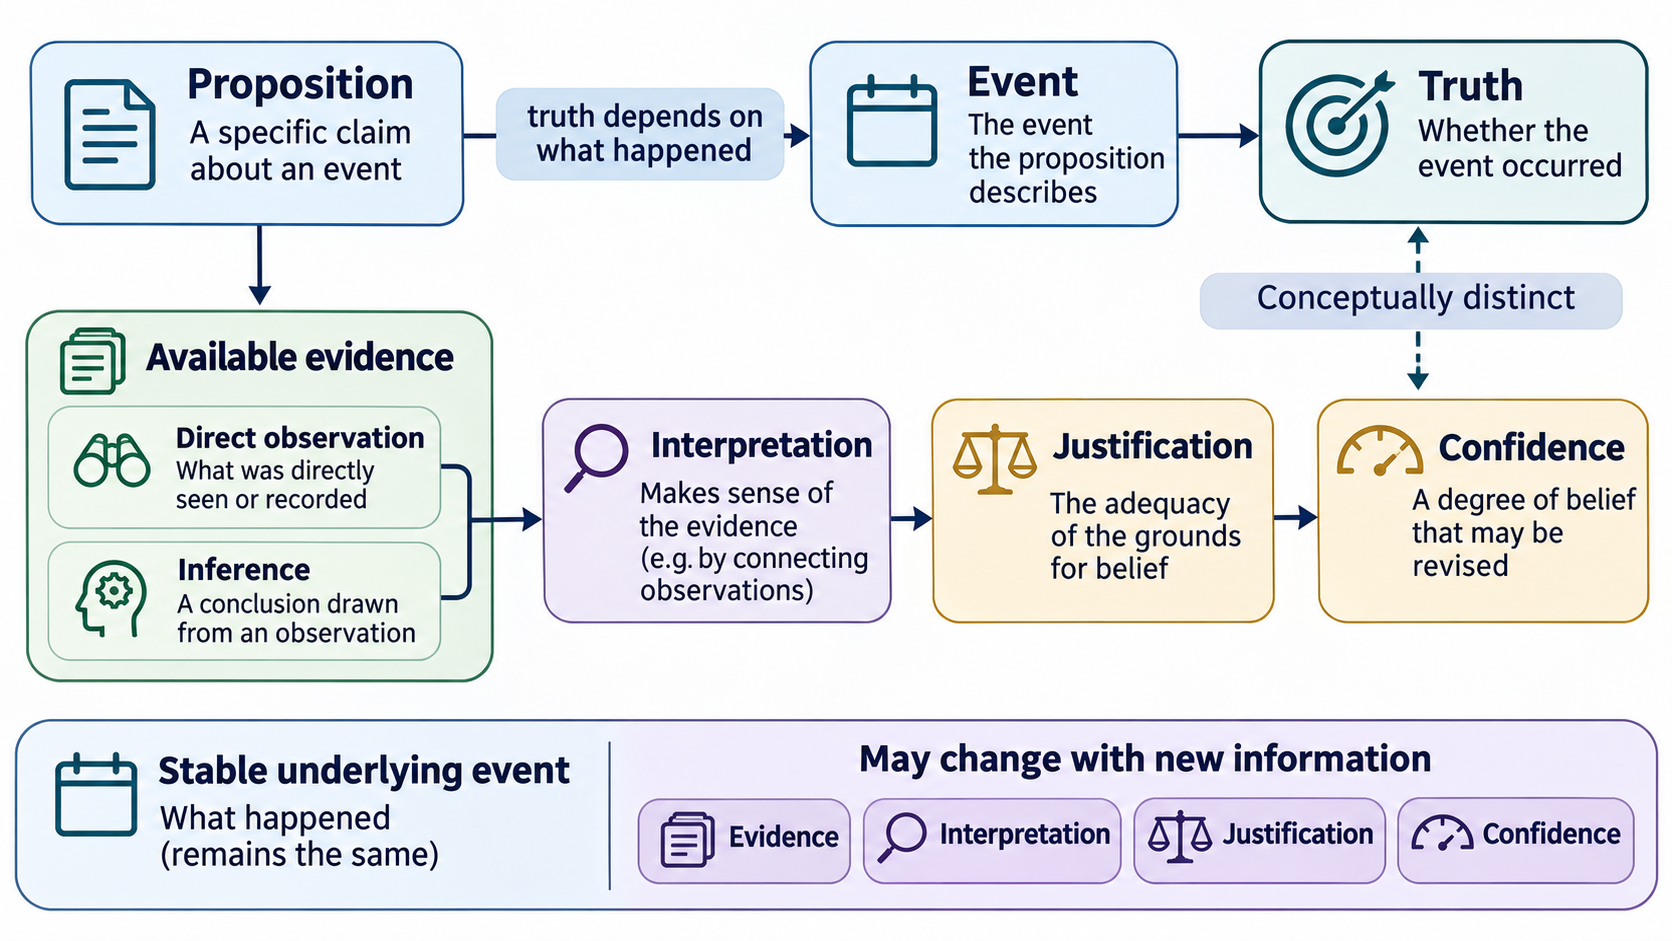 Proposition
A specific claim
about an event
truth depends on
what happened
Event
The event
the proposition
describes
Truth
Whether the
event occurred
Conceptually distinct
Available evidence
Direct observation
What was directly
seen or recorded
Inference
A conclusion drawn
from an observation
Interpretation
Makes sense of
the evidence
(e.g. by connecting
observations)
Justification
The adequacy
of the grounds
for belief
Confidence
A degree of belief
that may be
revised
Stable underlying event
What happened
(remains the same)
May change with new information
Evidence
Interpretation
Justification
Confidence